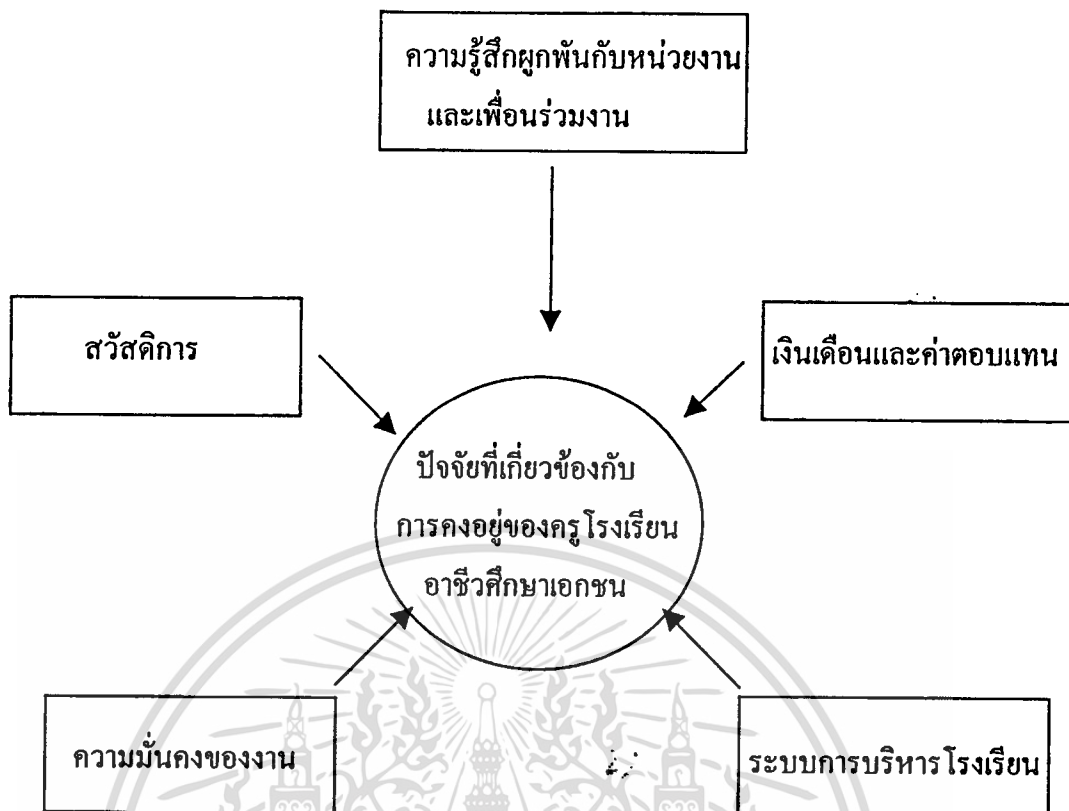 ความรู้สึกผูกพันกับหน่วยงาน
และเพื่อนร่วมงาน
สวัสดิการ
เงินเดือนและค่าตอบแทน
ปัจจัยที่เกี่ยวข้องกับ
การคงอยู่ของครูโรงเรียน
อาชีวศึกษาเอกชน
ความมั่นคงของงาน
ระบบการบริหารโรงเรียน